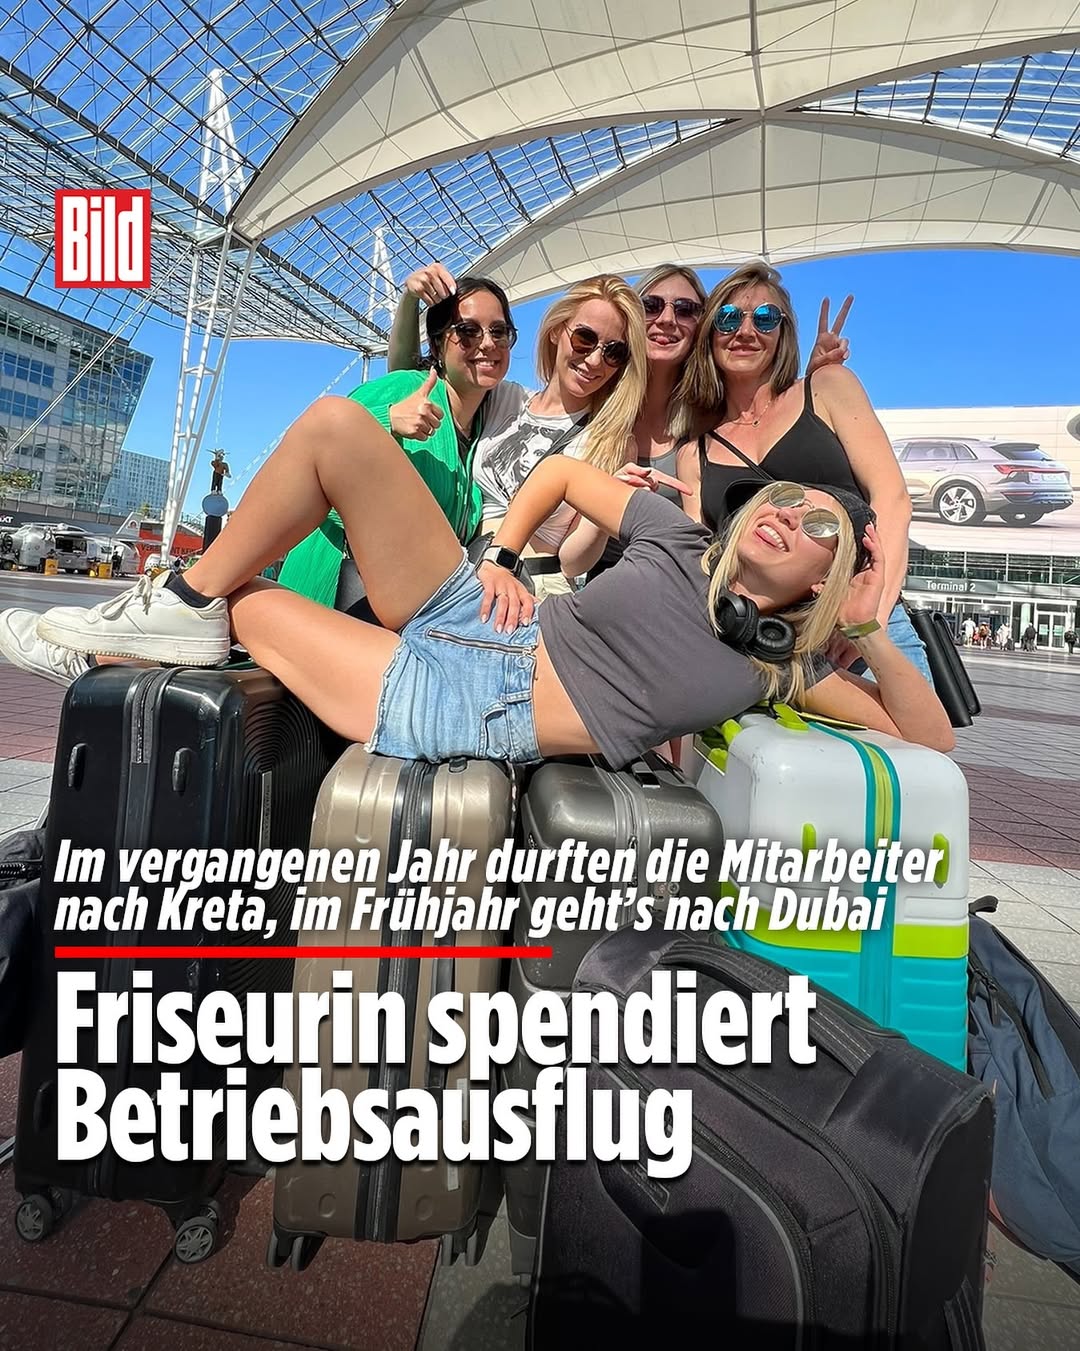 Bild
Terminal 2
Im vergangenen Jahr durften die Mitarbeiter
nach Kreta, im Frühjahr geht's nach Dubai
Friseurin spendiert
Betriebsausflug